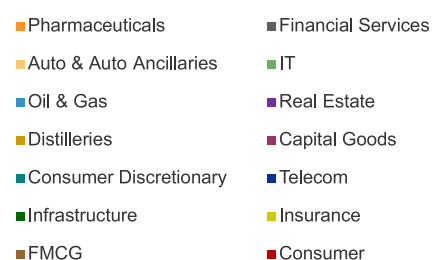 Pharmaceuticals
Financial Services
Auto & Auto Ancillaries
IT
Oil & Gas
Real Estate
Distilleries
Capital Goods
Consumer Discretionary
Telecom
Infrastructure
Insurance
FMCG
Consumer